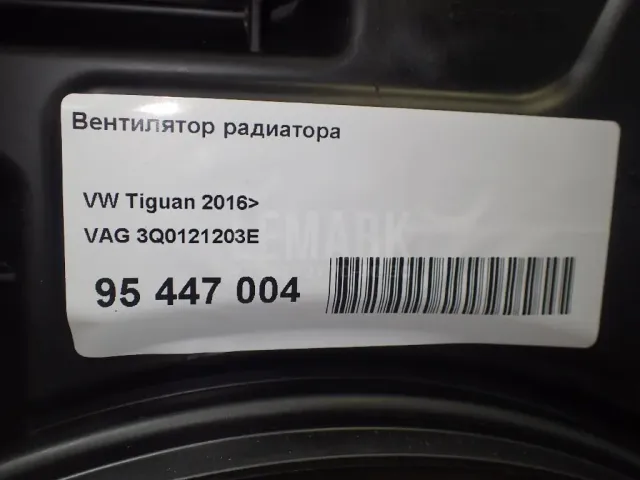 Вентилятор радиатора
VW Tiguan 2016>
VAG 3Q0121203E
95 447 004